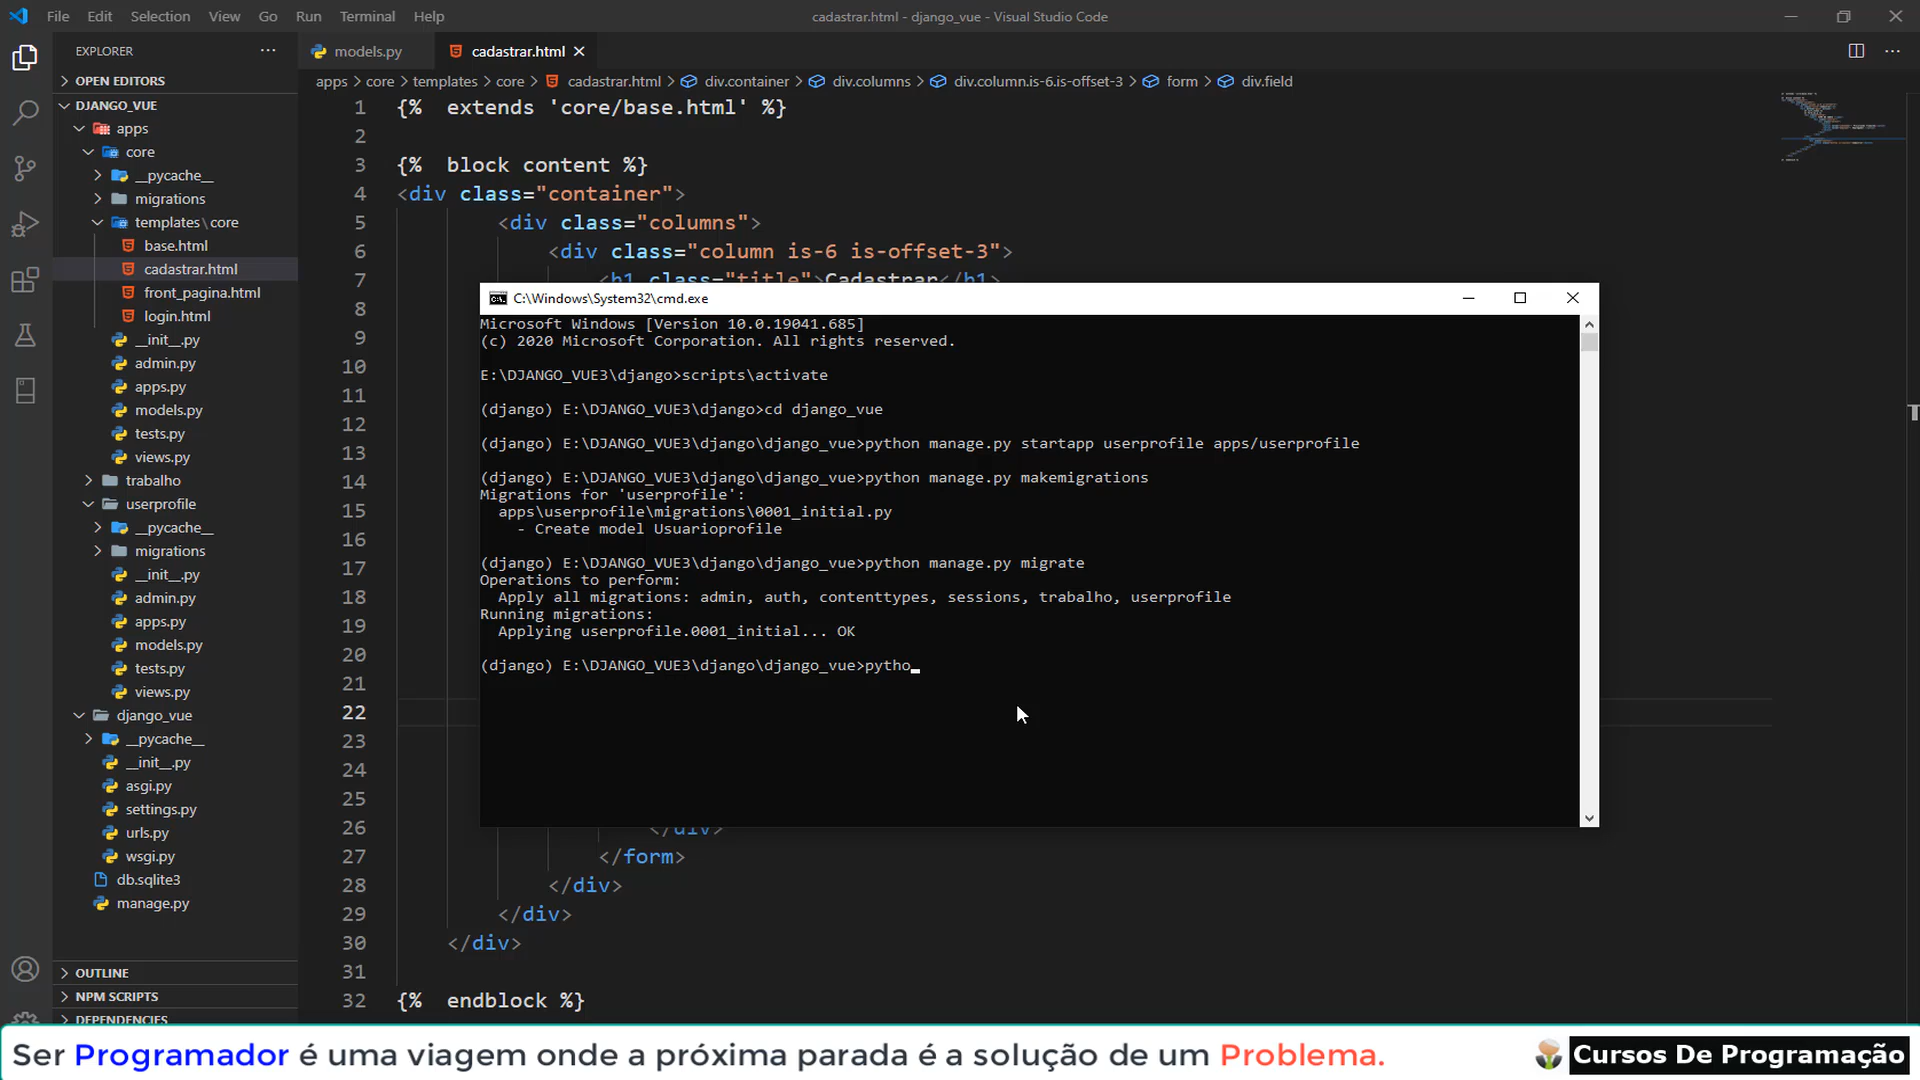 File Edit Selection View Go Run Terminal Help
cadastrar.html - django_vue - Visual Studio Code
EXPLORER
models.py
cadastrar.html
OPEN EDITORS
DJANGO_VUE
apps
core
__pycache__
migrations
templates\core
base.html
cadastrar.html
front_pagina.html
login.html
__init__.py
admin.py
apps.py
models.py
tests.py
views.py
trabalho
userprofile
__pycache__
migrations
__init__.py
admin.py
apps.py
models.py
tests.py
views.py
django_vue
__pycache__
__init__.py
asgi.py
settings.py
urls.py
wsgi.py
db.sqlite3
manage.py
OUTLINE
NPM SCRIPTS
DEPENDENCIES
apps > core > templates > core > cadastrar.html > div.container > div.columns > div.column.is-6.is-offset-3 > form > div.field
1 {% extends 'core/base.html' %}
2
3 {% block content %}
4 <div class="container">
5 <div class="columns">
6 <div class="column is-6 is-offset-3">
7 <h1 class="title">Cadastrar</h1>
8
9
10
11
12
13
14
15
16
17
18
19
20
21
22
23
24
25
26 </div>
27 </form>
28 </div>
29 </div>
30 </div>
31
32 {% endblock %}
C:\Windows\System32\cmd.exe
Microsoft Windows [Version 10.0.19041.685]
(c) 2020 Microsoft Corporation. All rights reserved.
E:\DJANGO_VUE3\django>scripts\activate
(django) E:\DJANGO_VUE3\django>cd django_vue
(django) E:\DJANGO_VUE3\django\django_vue>python manage.py startapp userprofile apps/userprofile
(django) E:\DJANGO_VUE3\django\django_vue>python manage.py makemigrations
Migrations for 'userprofile':
apps\userprofile\migrations\0001_initial.py
- Create model Usuarioprofile
(django) E:\DJANGO_VUE3\django\django_vue>python manage.py migrate
Operations to perform:
Apply all migrations: admin, auth, contenttypes, sessions, trabalho, userprofile
Running migrations:
Applying userprofile.0001_initial... OK
(django) E:\DJANGO_VUE3\django\django_vue>pytho
Ser Programador é uma viagem onde a próxima parada é a solução de um Problema.
Cursos De Programação